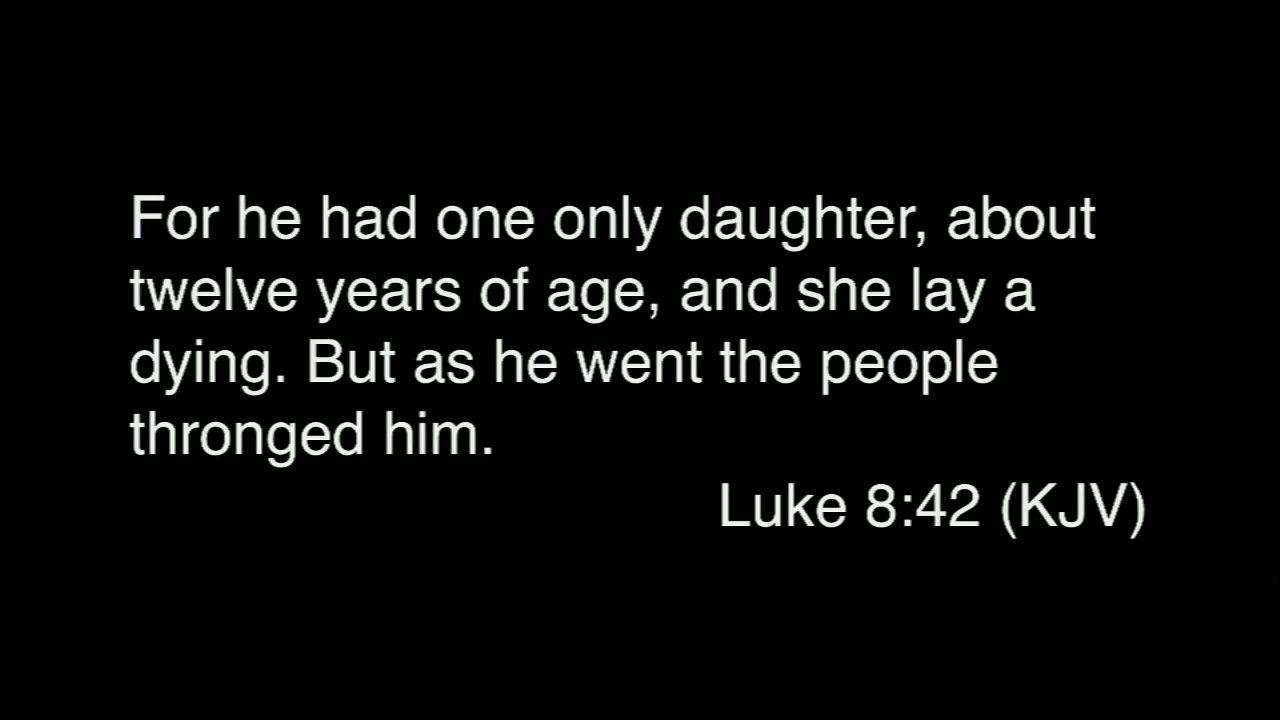 For he had one only daughter, about
twelve years of age, and she lay a
dying. But as he went the people
thronged him.
Luke 8:42 (KJV)